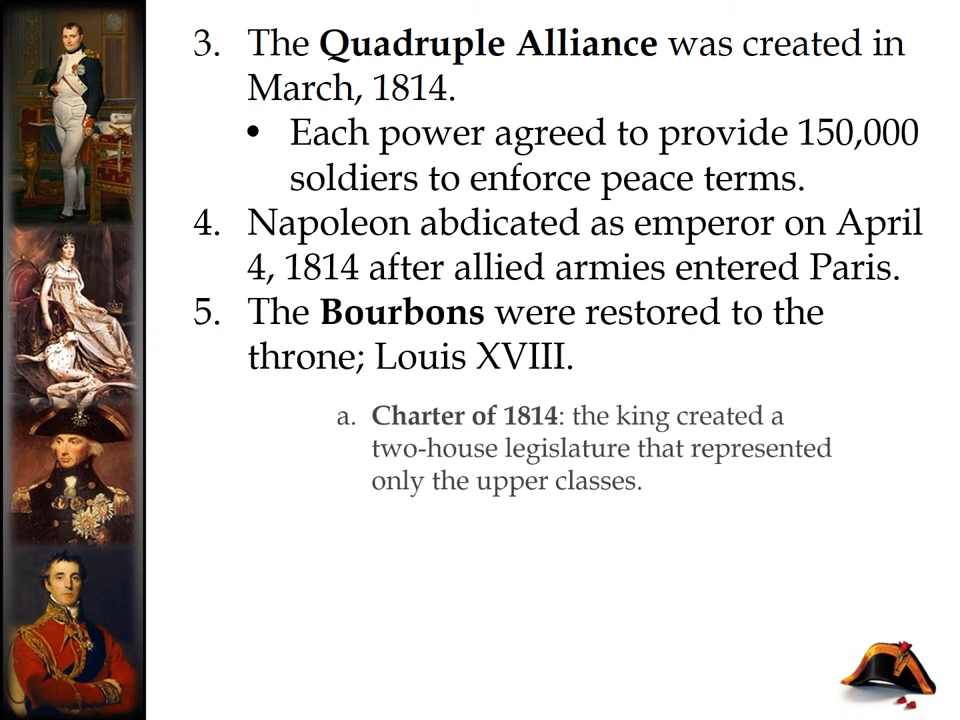 3. The Quadruple Alliance was created in
March, 1814.
• Each power agreed to provide 150,000
soldiers to enforce peace terms.
4. Napoleon abdicated as emperor on April
4, 1814 after allied armies entered Paris.
5. The Bourbons were restored to the
throne; Louis XVIII.
a. Charter of 1814: the king created a
two-house legislature that represented
only the upper classes.